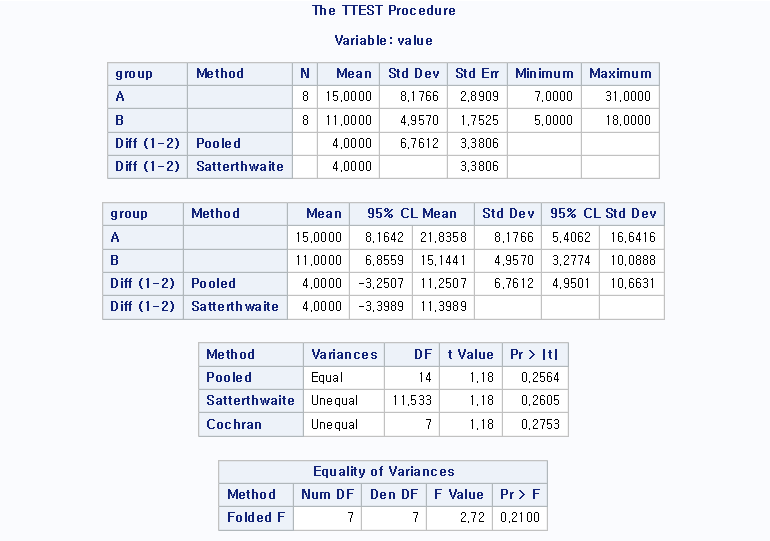 The TTEST Procedure
Variable: value
group Method N Mean Std Dev Std Err Minimum Maximum
A 8 15,0000 8,1766 2,8909 7,0000 31,0000
B 8 11,0000 4,9570 1,7525 5,0000 18,0000
Diff (1-2) Pooled 4,0000 6,7612 3,3806
Diff (1-2) Satterthwaite 4,0000 3,3806
group Method Mean 95% CL Mean Std Dev 95% CL Std Dev
A 15,0000 8,1642 21,8358 8,1766 5,4062 16,6416
B 11,0000 6,8559 15,1441 4,9570 3,2774 10,0888
Diff (1-2) Pooled 4,0000 -3,2507 11,2507 6,7612 4,9501 10,6631
Diff (1-2) Satterthwaite 4,0000 -3,3989 11,3989
Method Variances DF t Value Pr > |t|
Pooled Equal 14 1,18 0,2564
Satterthwaite Unequal 11,533 1,18 0,2605
Cochran Unequal 7 1,18 0,2753
Equality of Variances
Method Num DF Den DF F Value Pr > F
Folded F 7 7 2,72 0,2100